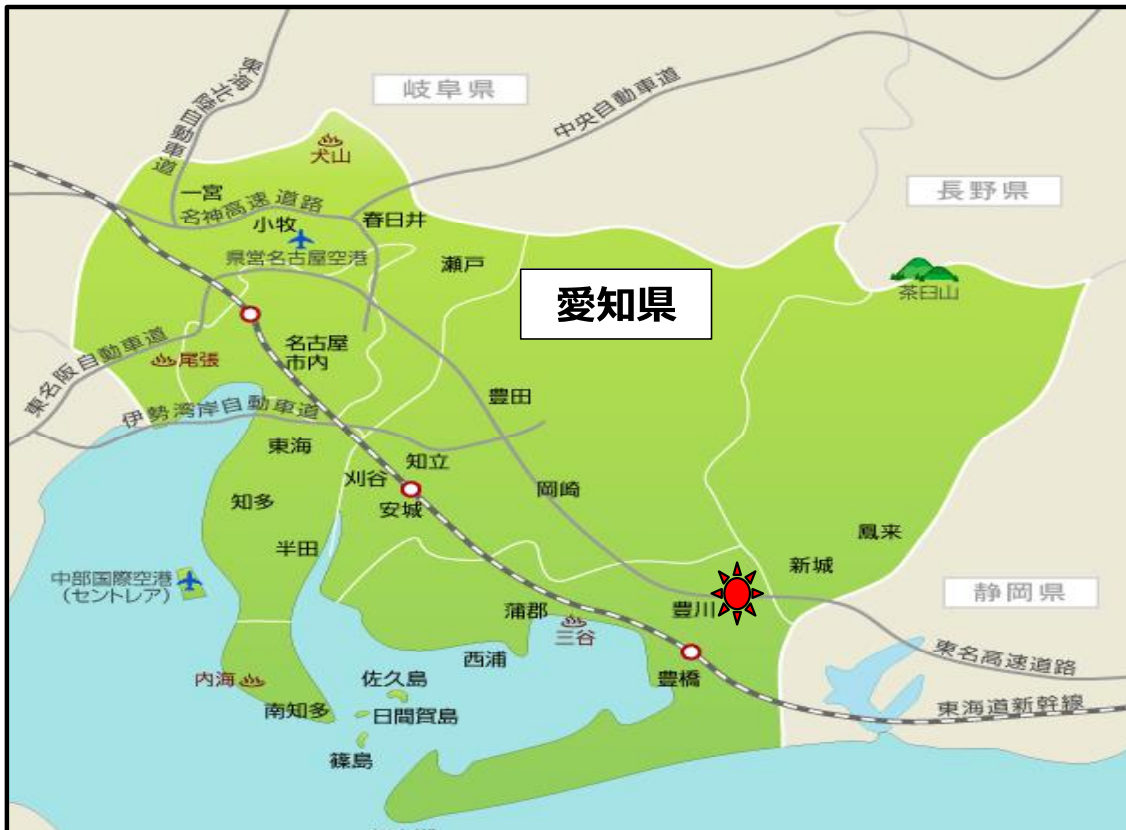 岐阜県
東海北陸自動車道
中央自動車道
犬山
長野県
一宮
名神高速道路
小牧
春日井
県営名古屋空港
瀬戸
茶臼山
愛知県
名古屋
市内
尾張
東名阪自動車道
豊田
伊勢湾岸自動車道
東海
知立
刈谷
岡崎
知多
安城
鳳来
半田
新城
中部国際空港
(セントレア)
静岡県
蒲郡
豊川
三谷
西浦
東名高速道路
内海
佐久島
豊橋
南知多
日間賀島
東海道新幹線
篠島